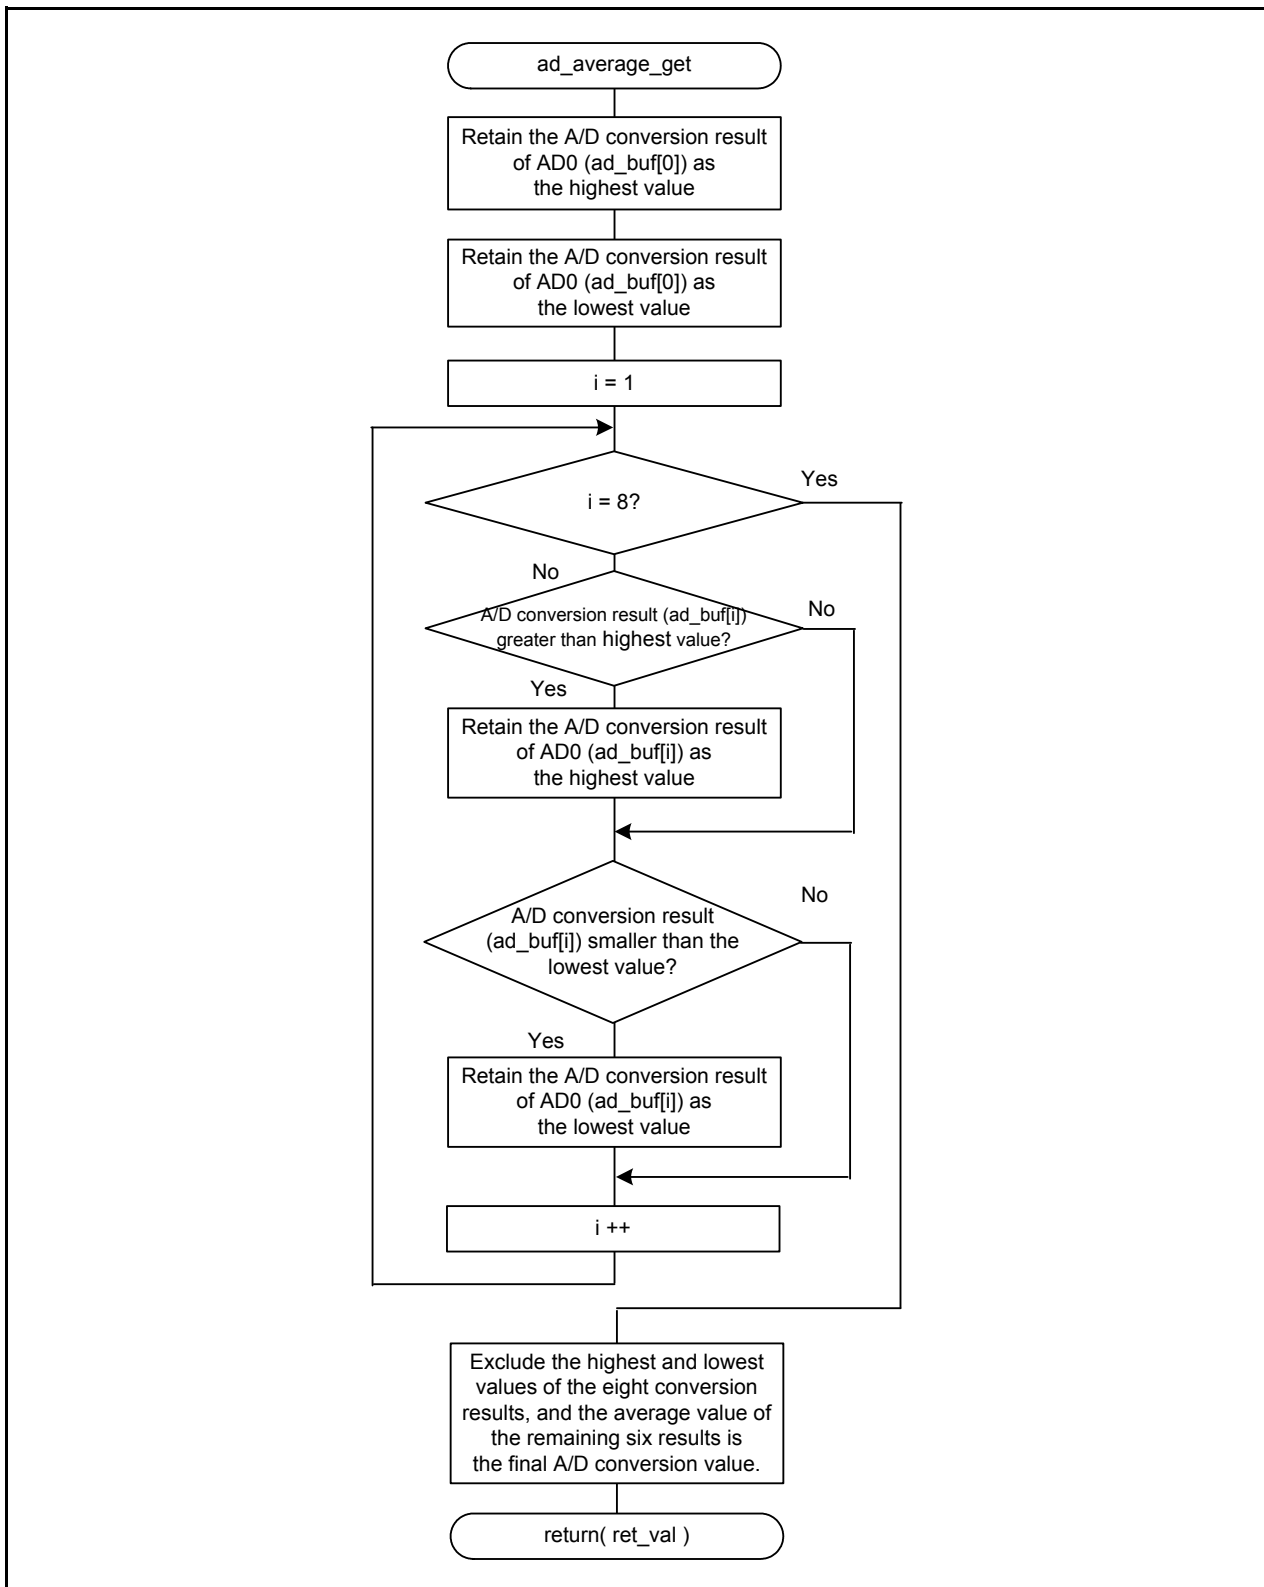 ad_average_get
Retain the A/D conversion result
of AD0 (ad_buf[0]) as
the highest value
Retain the A/D conversion result
of AD0 (ad_buf[0]) as
the lowest value
i = 1
i = 8?
Yes
No
A/D conversion result (ad_buf[i])
greater than highest value?
No
Yes
Retain the A/D conversion result
of AD0 (ad_buf[i]) as
the highest value
A/D conversion result
(ad_buf[i]) smaller than the
lowest value?
No
Yes
Retain the A/D conversion result
of AD0 (ad_buf[i]) as
the lowest value
i ++
Exclude the highest and lowest
values of the eight conversion
results, and the average value of
the remaining six results is
the final A/D conversion value.
return( ret_val )